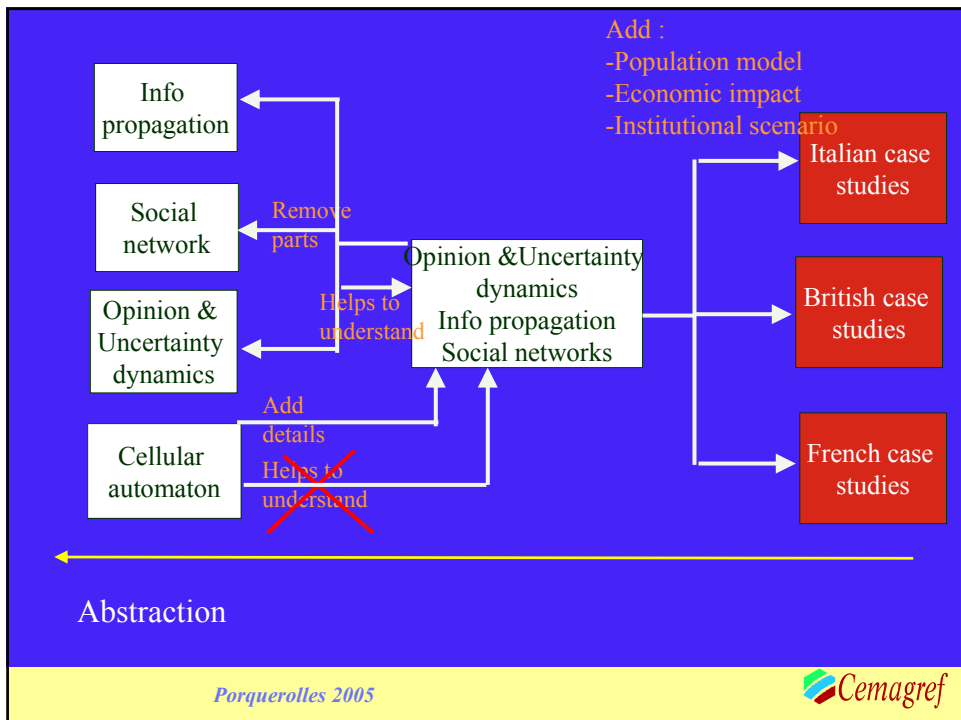 Add :
-Population model
-Economic impact
-Institutional scenario
Info
propagation
Social
network
Opinion &
Uncertainty
dynamics
Cellular
automaton
Remove
parts
Helps to
understand
Add
details
Helps to
understand
Opinion &Uncertainty
dynamics
Info propagation
Social networks
Italian case
studies
British case
studies
French case
studies
Abstraction
Porquerolles 2005
Cemagref